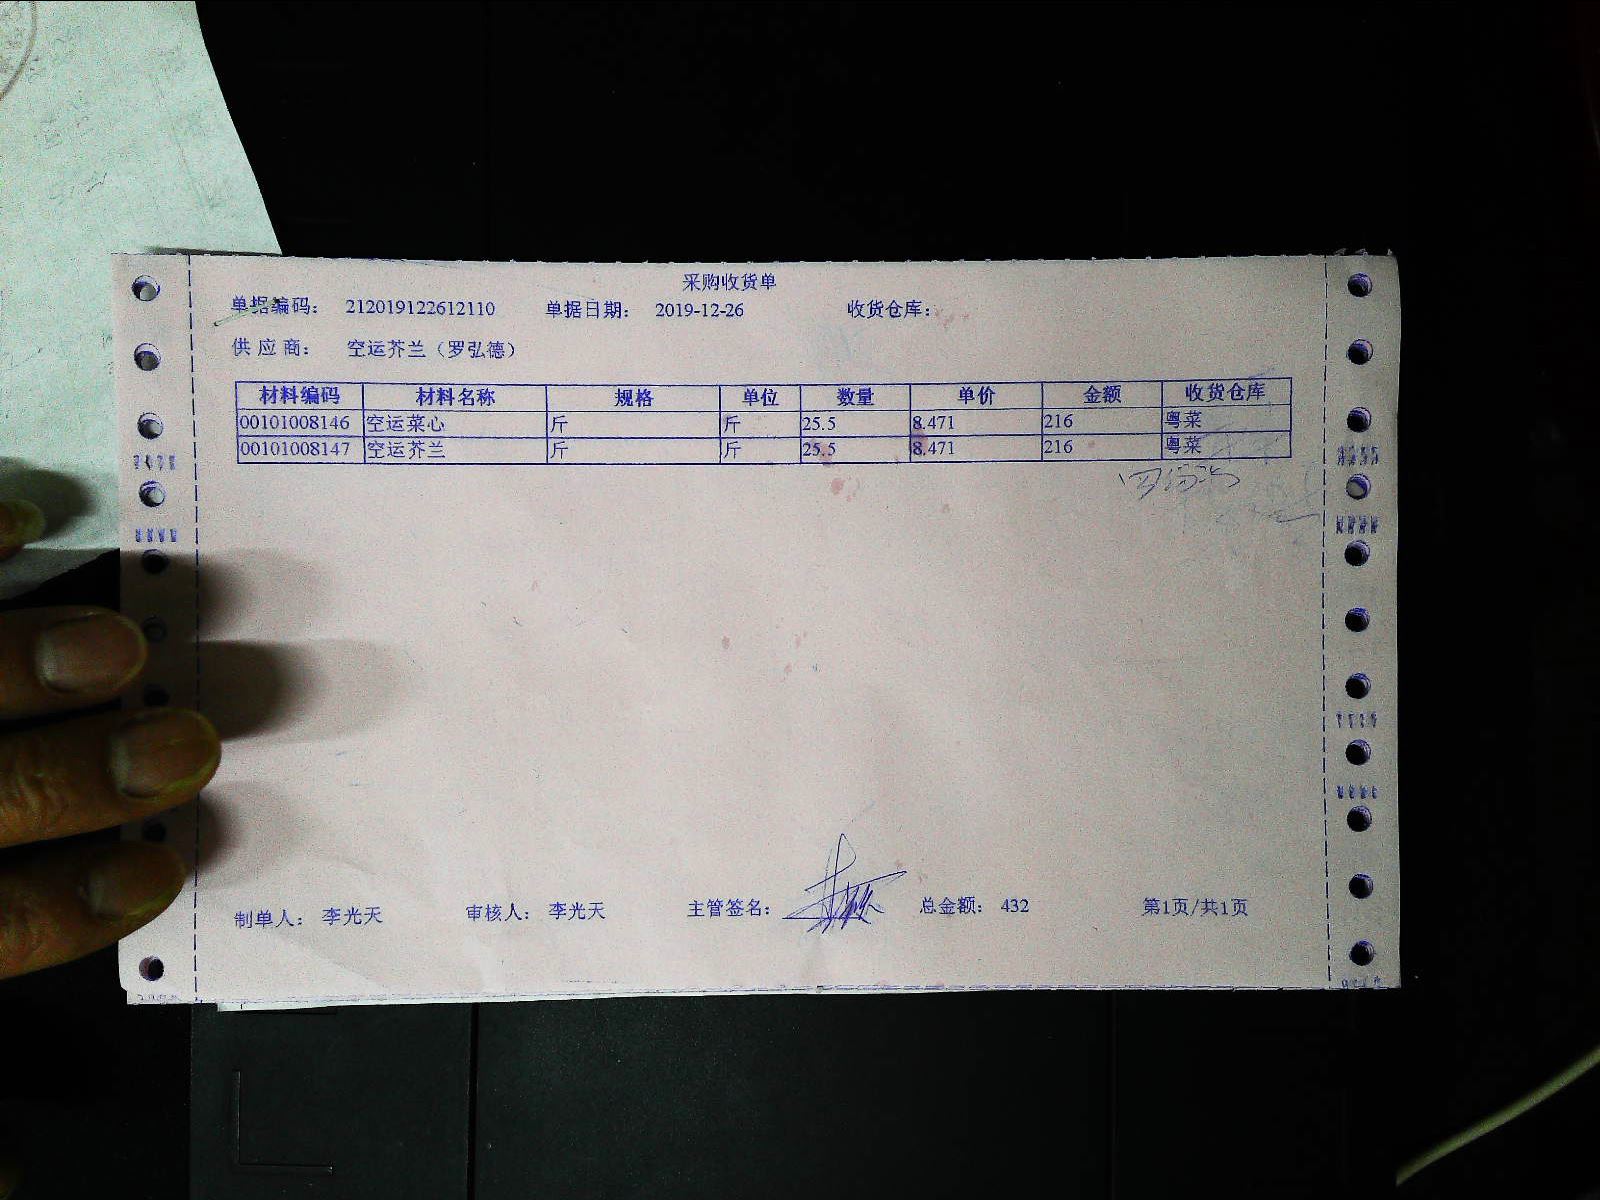 采购收货单
单据编码： 212019122612110 单据日期： 2019-12-26 收货仓库：
供 应 商： 空运芥兰（罗弘德）
材料编码 材料名称 规格 单位 数量 单价 金额 收货仓库
00101008146 空运菜心 斤 斤 25.5 8.471 216 粤菜
00101008147 空运芥兰 斤 斤 25.5 8.471 216 粤菜
制单人： 李光天 审核人： 李光天 主管签名： 总金额： 432 第1页/共1页